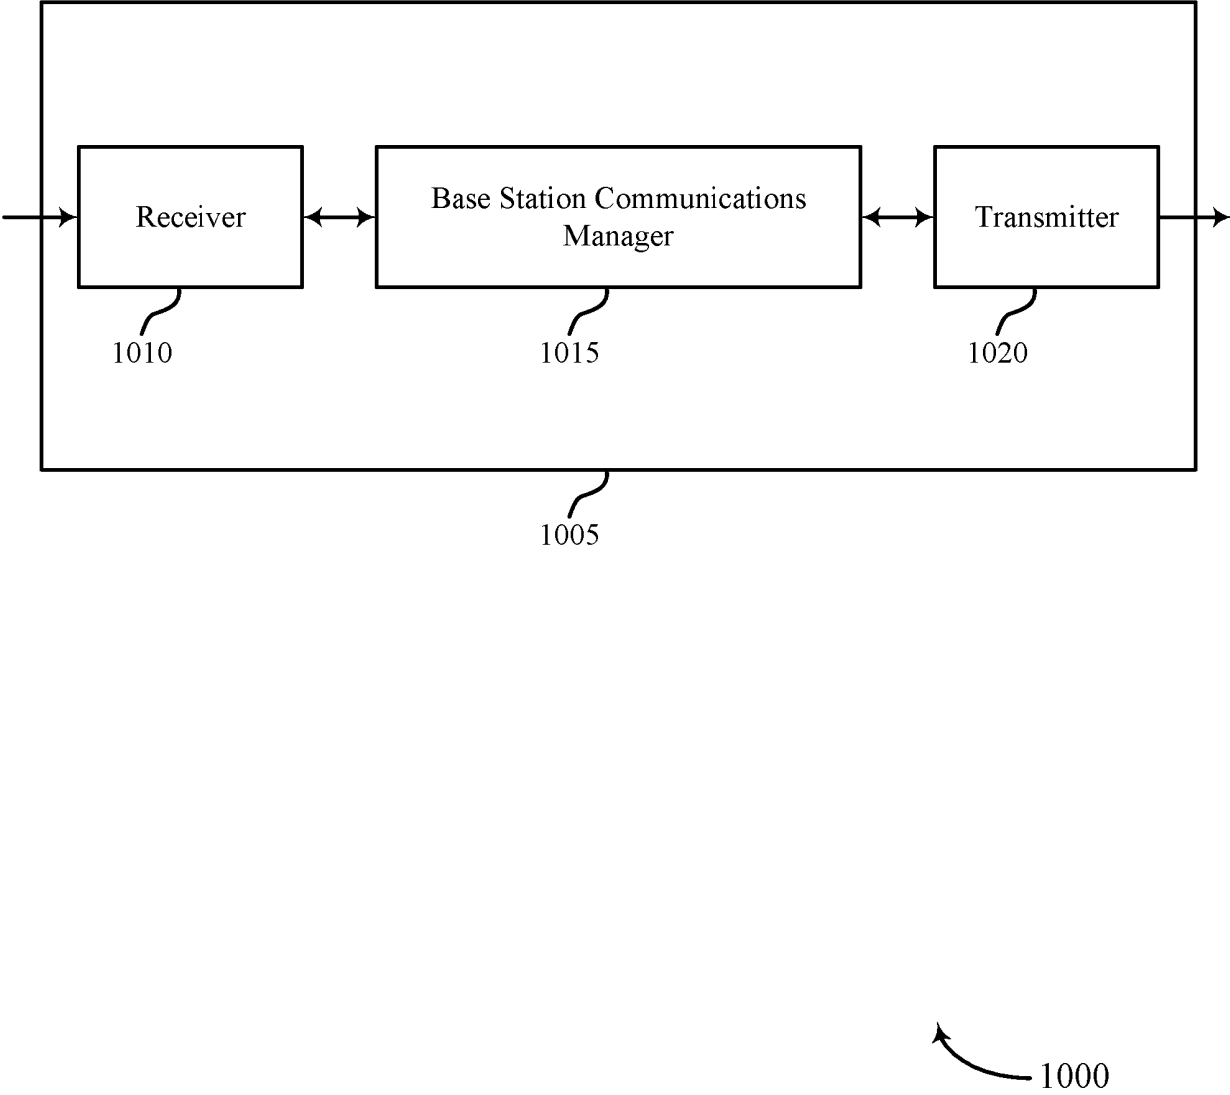 Receiver
Base Station Communications
Manager
Transmitter
1010
1015
1020
1005
1000